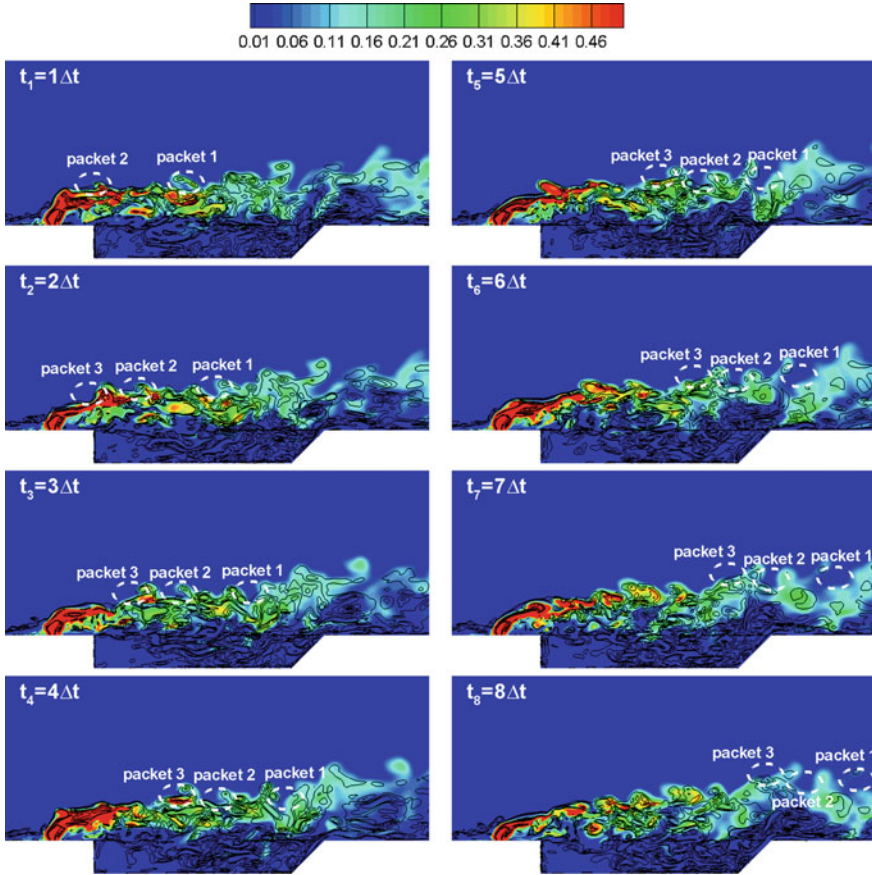 0.01 0.06 0.11 0.16 0.21 0.26 0.31 0.36 0.41 0.46
t₁=1Δt
packet 2
packet 1
t₂=2Δt
packet 3
packet 2
packet 1
t₃=3Δt
packet 3
packet 2
packet 1
t₄=4Δt
packet 3
packet 2
packet 1
t₅=5Δt
packet 3
packet 2
packet 1
t₆=6Δt
packet 3
packet 2
packet 1
t₇=7Δt
packet 3
packet 2
packet 1
t₈=8Δt
packet 3
packet 1
packet 2